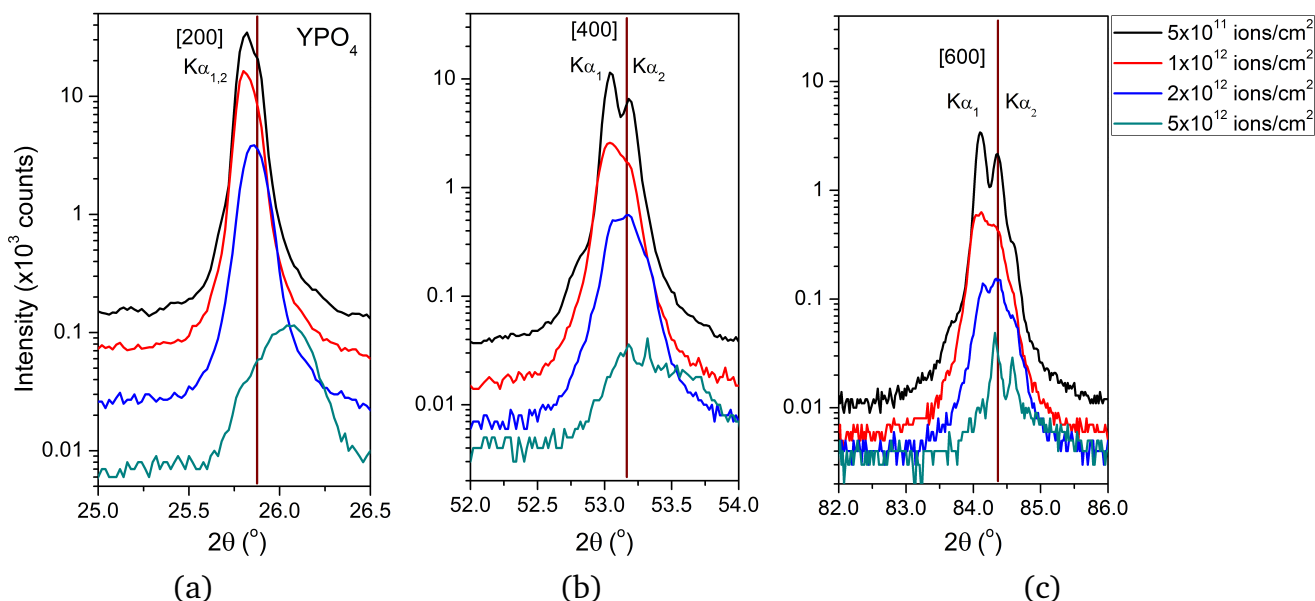 [200]
Kα1,2
YPO4
[400]
Kα1 Kα2
[600]
Kα1 Kα2
5x10^11 ions/cm^2
1x10^12 ions/cm^2
2x10^12 ions/cm^2
5x10^12 ions/cm^2
Intensity (x10^3 counts)
10
1
0.1
0.01
25.0 25.5 26.0 26.5
2θ (°)
(a)
10
1
0.1
0.01
52.0 52.5 53.0 53.5 54.0
2θ (°)
(b)
10
1
0.1
0.01
82.0 83.0 84.0 85.0 86.0
2θ (°)
(c)